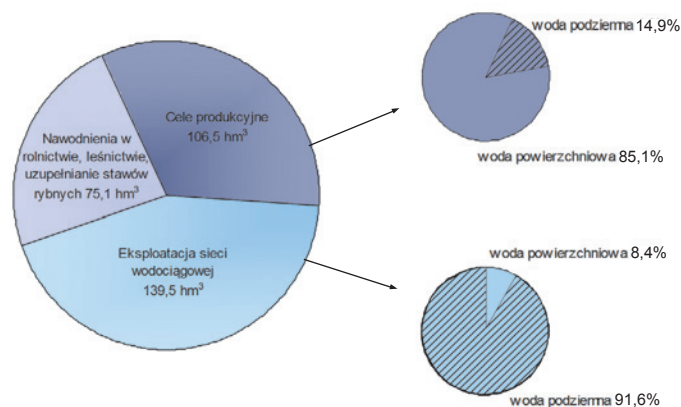 woda podziemna 14,9%
Cele produkcyjne
106,5 hm³
Nawodnienia w
rolnictwie, leśnictwie,
uzupełnianie stawów
rybnych 75,1 hm³
woda powierzchniowa 85,1%
Eksploatacja sieci
wodociągowej
139,5 hm³
woda powierzchniowa 8,4%
woda podziemna 91,6%